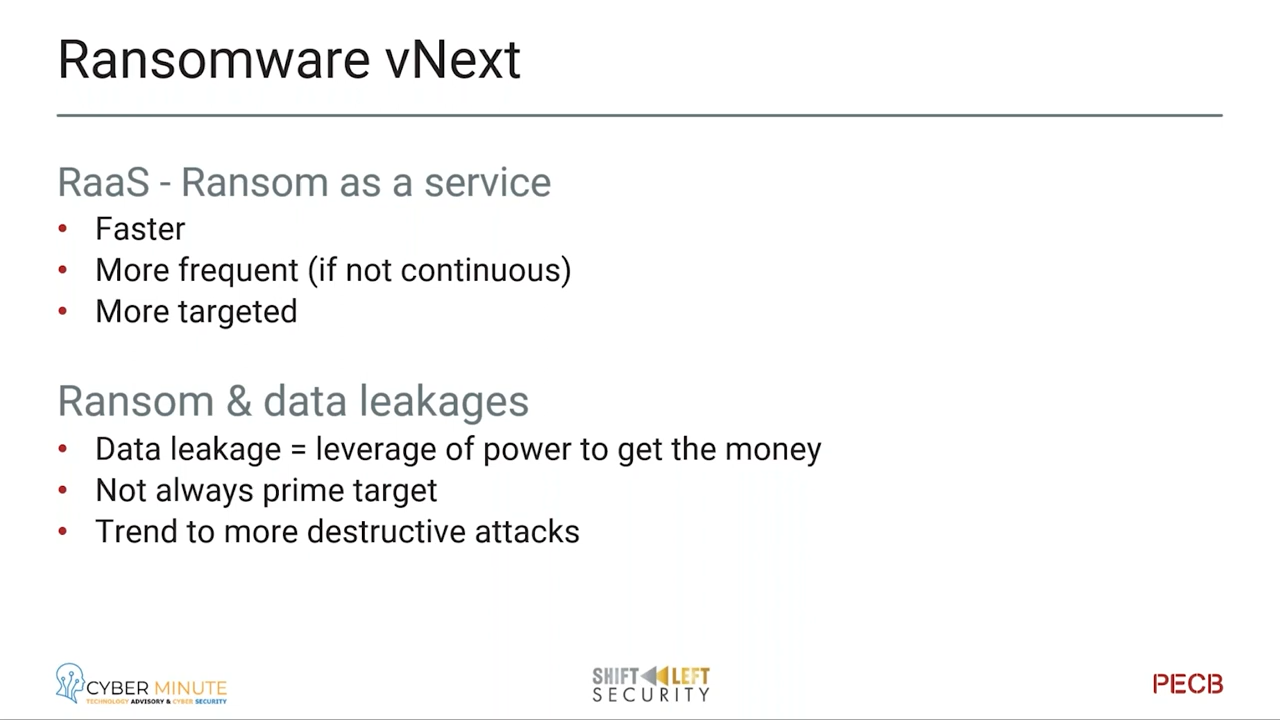 Ransomware vNext
RaaS - Ransom as a service
• Faster
• More frequent (if not continuous)
• More targeted
Ransom & data leakages
• Data leakage = leverage of power to get the money
• Not always prime target
• Trend to more destructive attacks
CYBER MINUTE
TECHNOLOGY ADVISORY & CYBER SECURITY
SHIFT LEFT
SECURITY
PECB